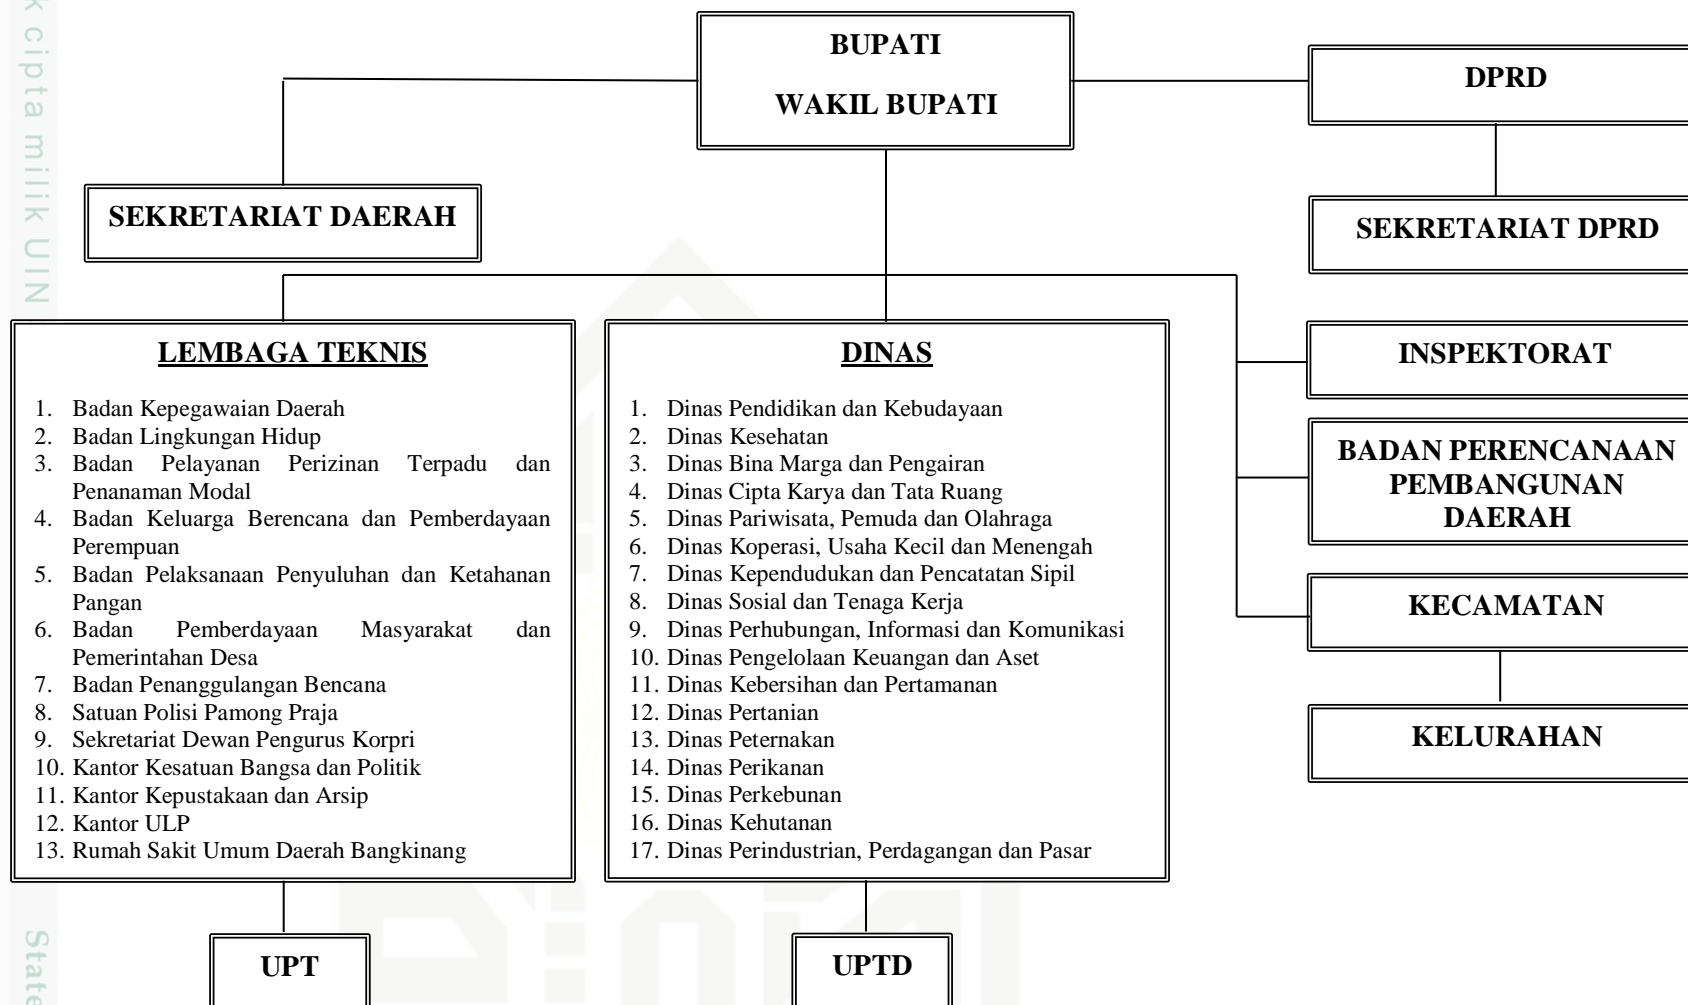 k cipta milik UIN
State
BUPATI
WAKIL BUPATI
DPRD
SEKRETARIAT DAERAH
SEKRETARIAT DPRD
LEMBAGA TEKNIS
1. Badan Kepegawaian Daerah
2. Badan Lingkungan Hidup
3. Badan Pelayanan Perizinan Terpadu dan
Penanaman Modal
4. Badan Keluarga Berencana dan Pemberdayaan
Perempuan
5. Badan Pelaksanaan Penyuluhan dan Ketahanan
Pangan
6. Badan Pemberdayaan Masyarakat dan
Pemerintahan Desa
7. Badan Penanggulangan Bencana
8. Satuan Polisi Pamong Praja
9. Sekretariat Dewan Pengurus Korpri
10. Kantor Kesatuan Bangsa dan Politik
11. Kantor Kepustakaan dan Arsip
12. Kantor ULP
13. Rumah Sakit Umum Daerah Bangkinang
DINAS
1. Dinas Pendidikan dan Kebudayaan
2. Dinas Kesehatan
3. Dinas Bina Marga dan Pengairan
4. Dinas Cipta Karya dan Tata Ruang
5. Dinas Pariwisata, Pemuda dan Olahraga
6. Dinas Koperasi, Usaha Kecil dan Menengah
7. Dinas Kependudukan dan Pencatatan Sipil
8. Dinas Sosial dan Tenaga Kerja
9. Dinas Perhubungan, Informasi dan Komunikasi
10. Dinas Pengelolaan Keuangan dan Aset
11. Dinas Kebersihan dan Pertamanan
12. Dinas Pertanian
13. Dinas Peternakan
14. Dinas Perikanan
15. Dinas Perkebunan
16. Dinas Kehutanan
17. Dinas Perindustrian, Perdagangan dan Pasar
INSPEKTORAT
BADAN PERENCANAAN
PEMBANGUNAN
DAERAH
KECAMATAN
KELURAHAN
UPT
UPTD